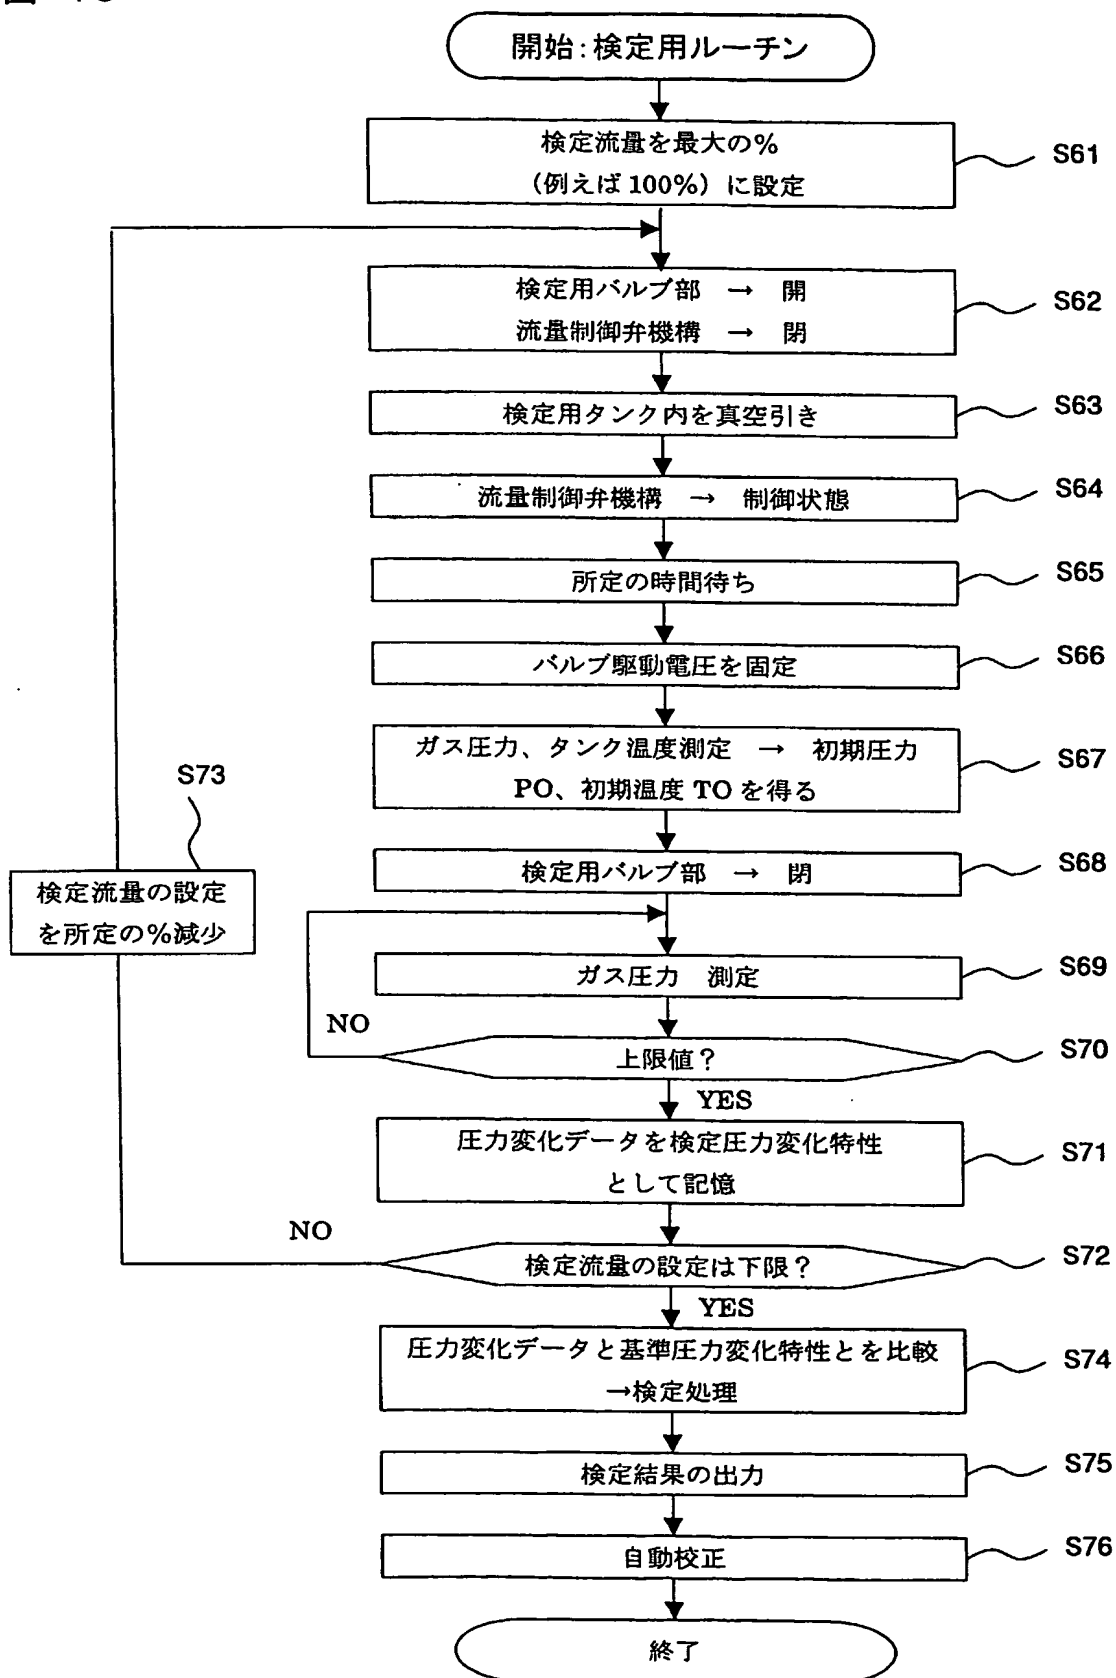 開始：検定用ルーチン
検定流量を最大の%
（例えば 100%）に設定
S61
検定用バルブ部 → 開
流量制御弁機構 → 閉
S62
検定用タンク内を真空引き
S63
流量制御弁機構 → 制御状態
S64
所定の時間待ち
S65
バルブ駆動電圧を固定
S66
ガス圧力、タンク温度測定 → 初期圧力
PO、初期温度 TO を得る
S67
S73
検定流量の設定
を所定の%減少
検定用バルブ部 → 閉
S68
ガス圧力 測定
S69
NO
上限値？
S70
YES
圧力変化データを検定圧力変化特性
として記憶
S71
NO
検定流量の設定は下限？
S72
YES
圧力変化データと基準圧力変化特性とを比較
→検定処理
S74
検定結果の出力
S75
自動校正
S76
終了